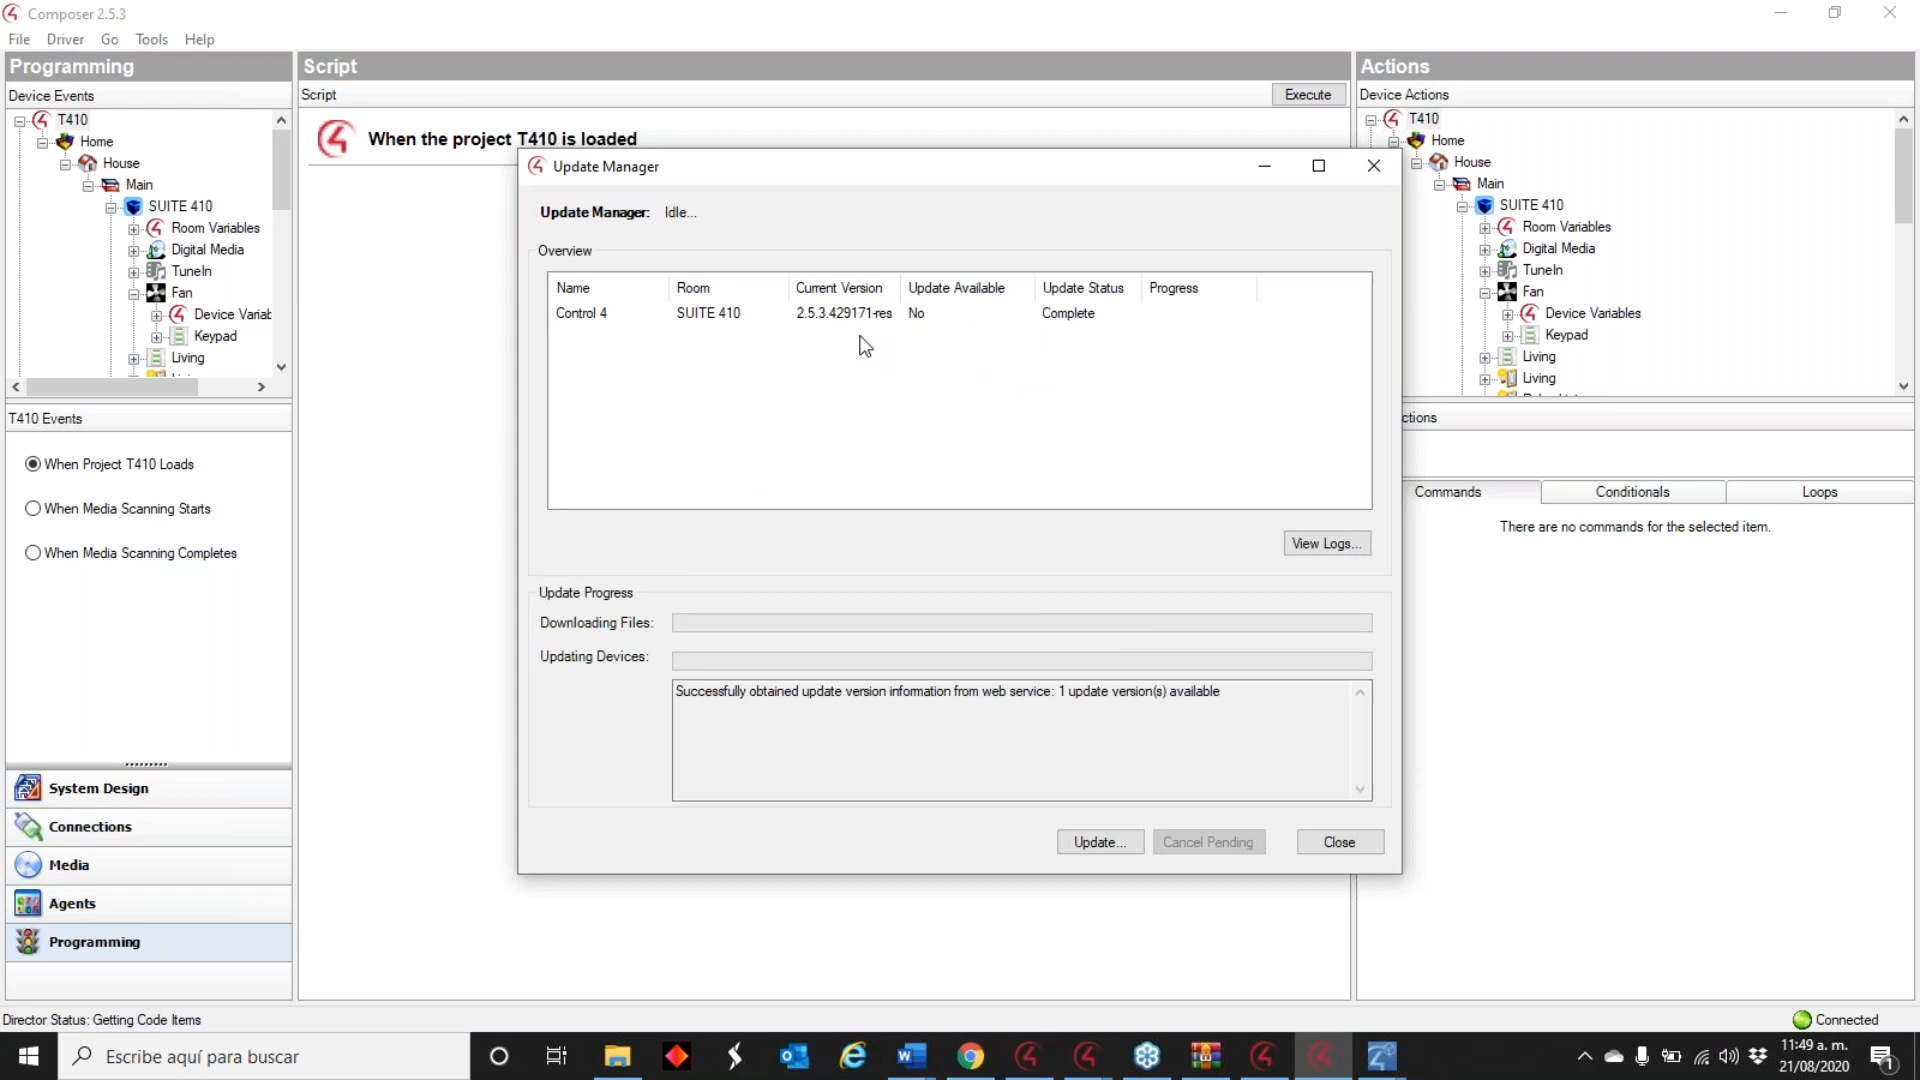 Composer 2.5.3
File Driver Go Tools Help
Programming
Device Events
T410
Home
House
Main
SUITE 410
Room Variables
Digital Media
TuneIn
Fan
Device Variab
Keypad
Living
T410 Events
When Project T410 Loads
When Media Scanning Starts
When Media Scanning Completes
System Design
Connections
Media
Agents
Programming
Script
Script Execute
When the project T410 is loaded
Update Manager
Update Manager: Idle...
Overview
Name Room Current Version Update Available Update Status Progress
Control 4 SUITE 410 2.5.3.429171-res No Complete
View Logs...
Update Progress
Downloading Files:
Updating Devices:
Successfully obtained update version information from web service: 1 update version(s) available
Update... Cancel Pending Close
Actions
Device Actions
T410
Home
House
Main
SUITE 410
Room Variables
Digital Media
TuneIn
Fan
Device Variables
Keypad
Living
Living
ctions
Commands Conditionals Loops
There are no commands for the selected item.
Director Status: Getting Code Items Connected
Escribe aquí para buscar
11:49 a. m.
21/08/2020
1